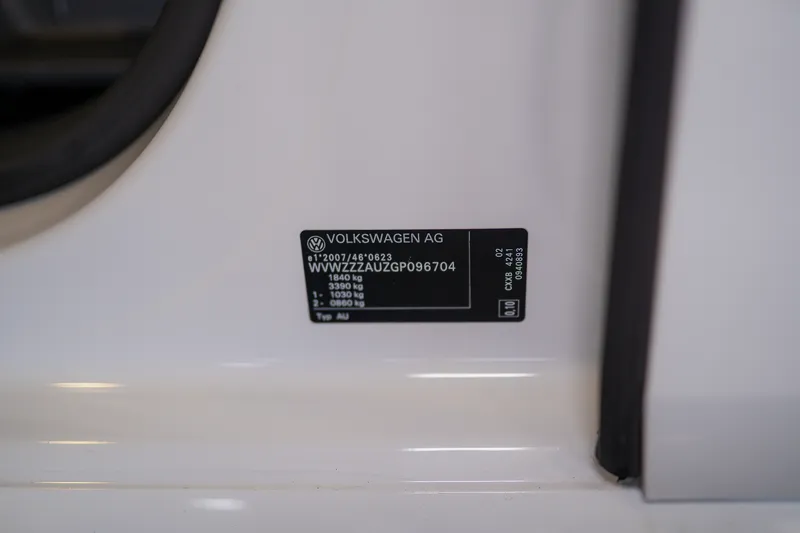 VOLKSWAGEN AG
e1*2007/46*0623
WVWZZZAUZGP096704
1840 kg
3390 kg
1- 1030 kg
2- 0860 kg
Typ AU
02
CXXB 4241
0940893
0,10